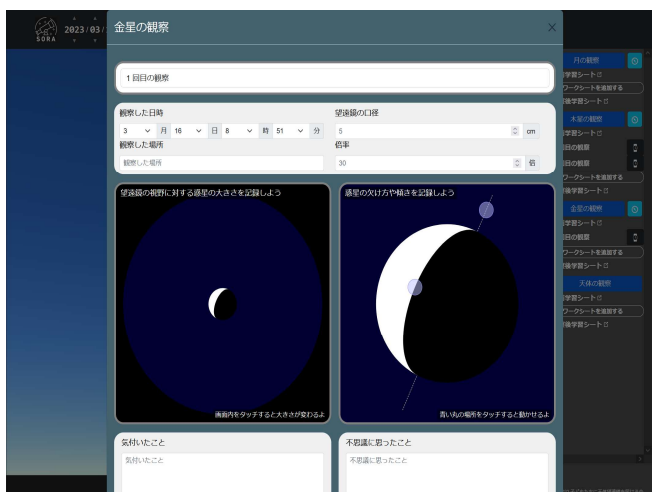 SORA
2023/03/
金星の観察
×
1回目の観察
観察した日時
望遠鏡の口径
3 月 16 日 8 時 51 分
5 cm
観察した場所
倍率
観察した場所
30 倍
望遠鏡の視野に対する惑星の大きさを記録しよう
惑星の欠け方や傾きを記録しよう
画面内をタッチすると大きさが変わるよ
青い丸の場所をタッチすると動かせるよ
気付いたこと
不思議に思ったこと
気付いたこと
不思議に思ったこと
月の観察
学習シート
ワークシートを追加する
後学習シート
木星の観察
学習シート
回目の観察
回目の観察
ワークシートを追加する
後学習シート
金星の観察
学習シート
回目の観察
ワークシートを追加する
後学習シート
天体の観察
学習シート
ワークシートを追加する
後学習シート